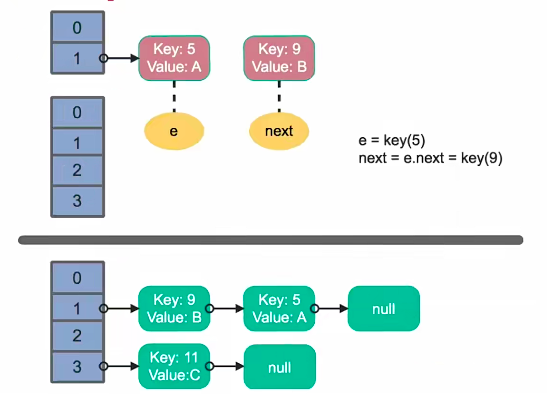 0
1
Key: 5
Value: A
Key: 9
Value: B
e
next
0
1
2
3
e = key(5)
next = e.next = key(9)
0
1
2
3
Key: 9
Value: B
Key: 5
Value: A
null
Key: 11
Value:C
null